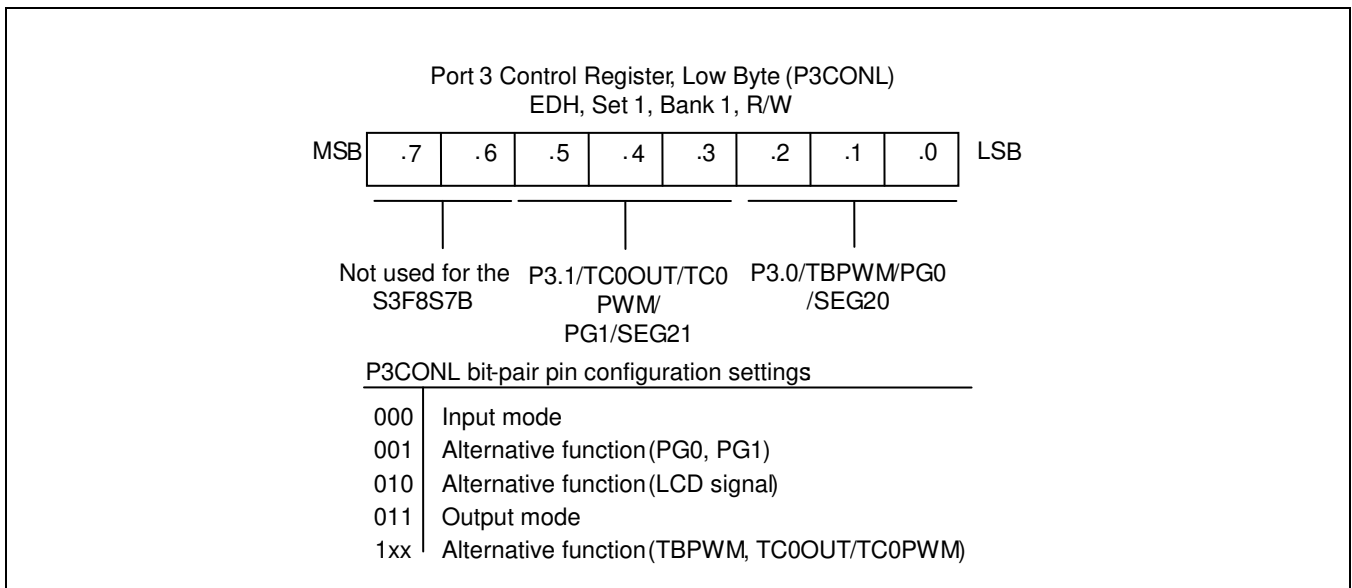 Port 3 Control Register, Low Byte (P3CONL)
EDH, Set 1, Bank 1, R/W
MSB .7 .6 .5 .4 .3 .2 .1 .0 LSB
Not used for the
S3F8S7B
P3.1/TC0OUT/TC0
PWM/
PG1/SEG21
P3.0/TBPWM/PG0
/SEG20
P3CONL bit-pair pin configuration settings
000 Input mode
001 Alternative function(PG0, PG1)
010 Alternative function(LCD signal)
011 Output mode
1xx Alternative function(TBPWM, TC0OUT/TC0PWM)